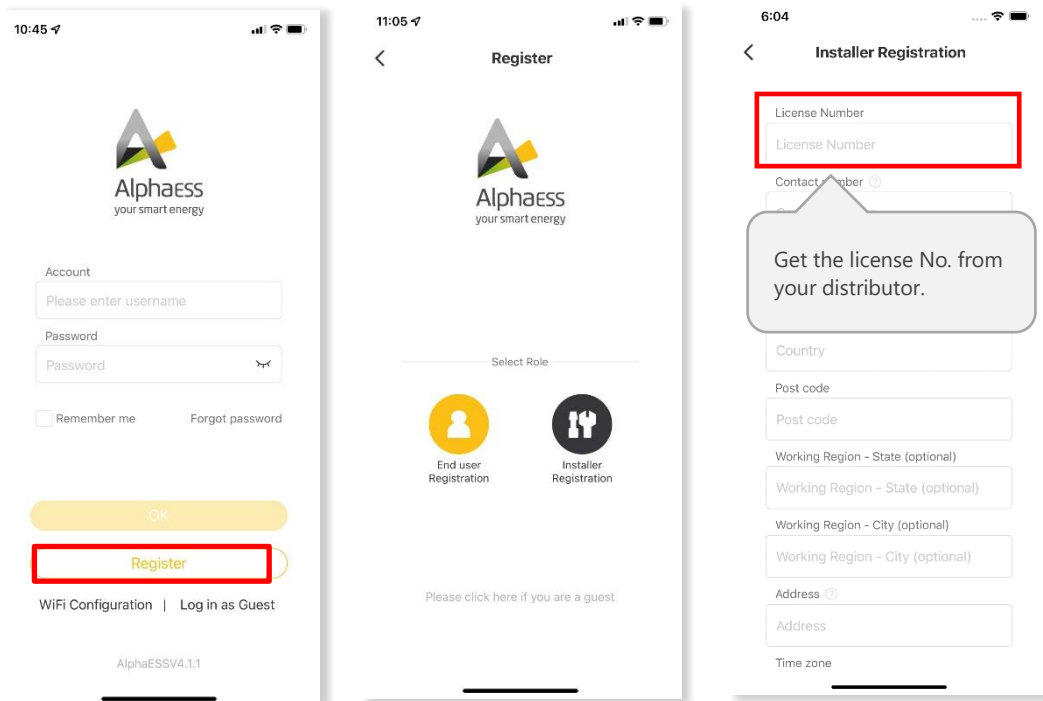 10:45
AlphaESS
your smart energy
Account
Please enter username
Password
Password
Remember me
Forgot password
OK
Register
WiFi Configuration | Log in as Guest
AlphaESSV4.1.1
11:05
Register
AlphaESS
your smart energy
Select Role
End user
Registration
Installer
Registration
Please click here if you are a guest
6:04
Installer Registration
License Number
License Number
Contact number
Get the license No. from
your distributor.
Country
Post code
Post code
Working Region – State (optional)
Working Region – State (optional)
Working Region - City (optional)
Working Region - City (optional)
Address
Address
Time zone